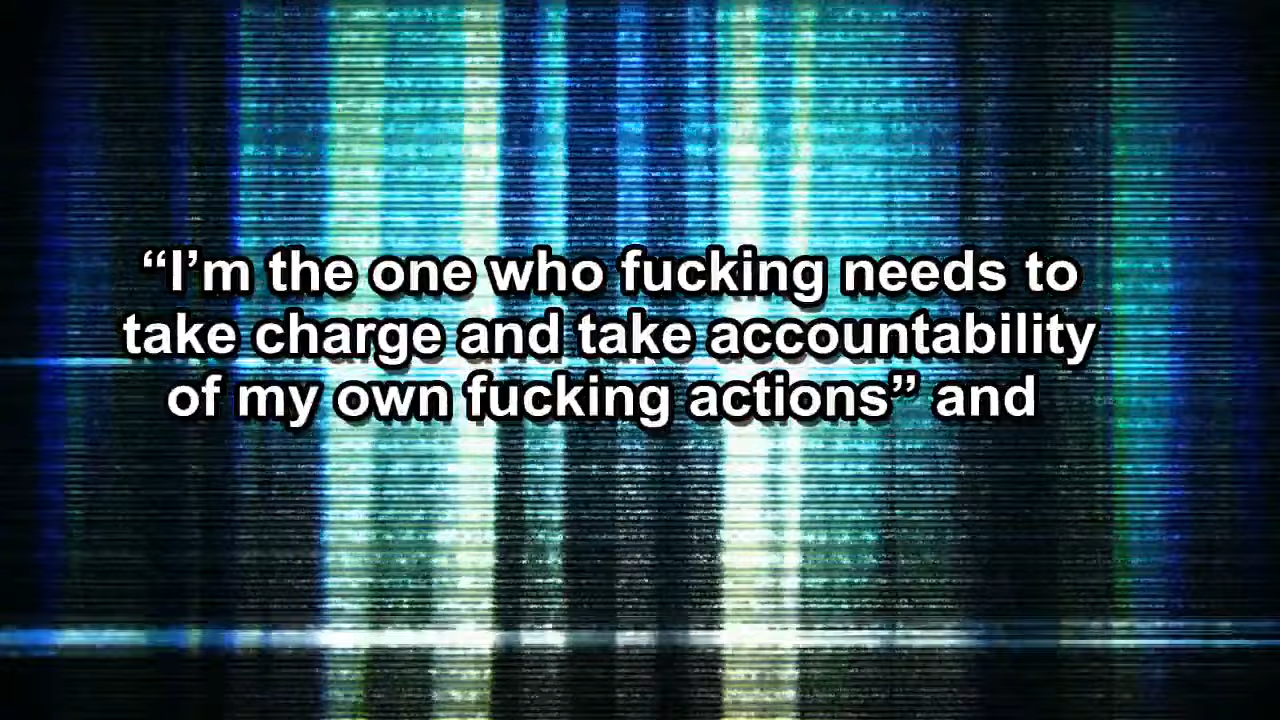 “I’m the one who fucking needs to
take charge and take accountability
of my own fucking actions” and